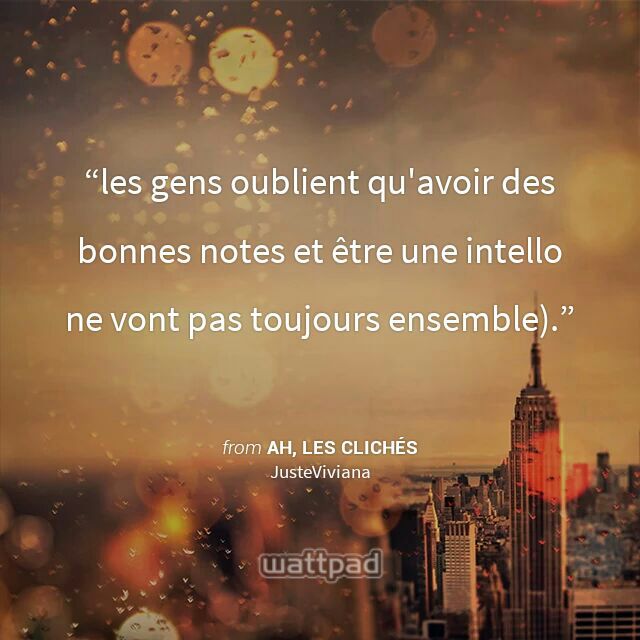 “les gens oublient qu'avoir des
bonnes notes et être une intello
ne vont pas toujours ensemble).”
from AH, LES CLICHÉS
JusteViviana
wattpad